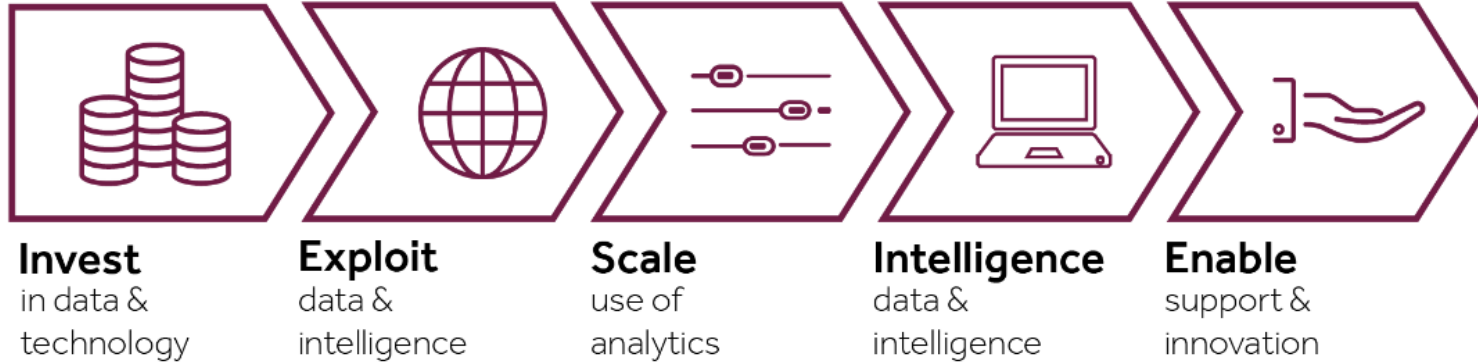 Invest
in data &
technology
Exploit
data &
intelligence
Scale
use of
analytics
Intelligence
data &
intelligence
Enable
support &
innovation